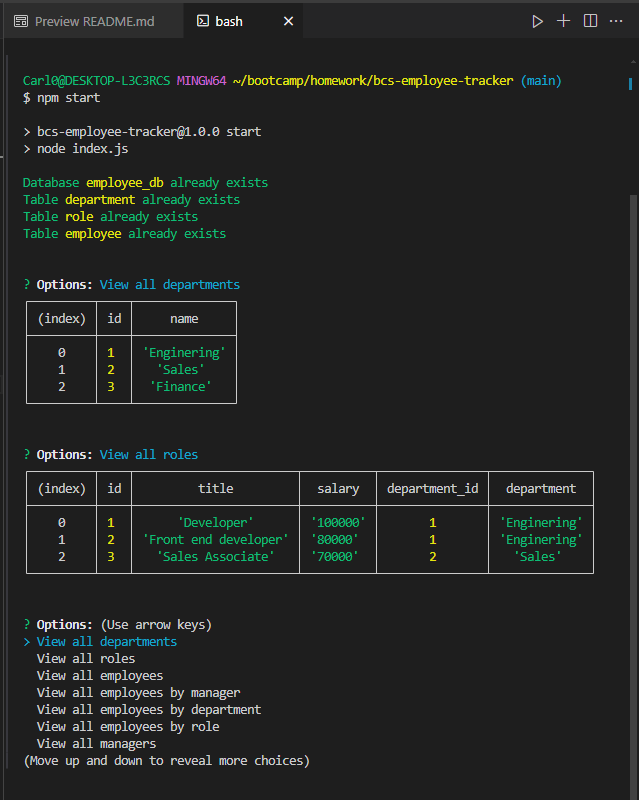 Preview README.md bash
Carl0@DESKTOP-L3C3RCS MINGW64 ~/bootcamp/homework/bcs-employee-tracker (main)
$ npm start
> bcs-employee-tracker@1.0.0 start
> node index.js
Database employee_db already exists
Table department already exists
Table role already exists
Table employee already exists
? Options: View all departments
(index) id name
0 1 'Enginering'
1 2 'Sales'
2 3 'Finance'
? Options: View all roles
(index) id title salary department_id department
0 1 'Developer' '100000' 1 'Enginering'
1 2 'Front end developer' '80000' 1 'Enginering'
2 3 'Sales Associate' '70000' 2 'Sales'
? Options: (Use arrow keys)
> View all departments
View all roles
View all employees
View all employees by manager
View all employees by department
View all employees by role
View all managers
(Move up and down to reveal more choices)